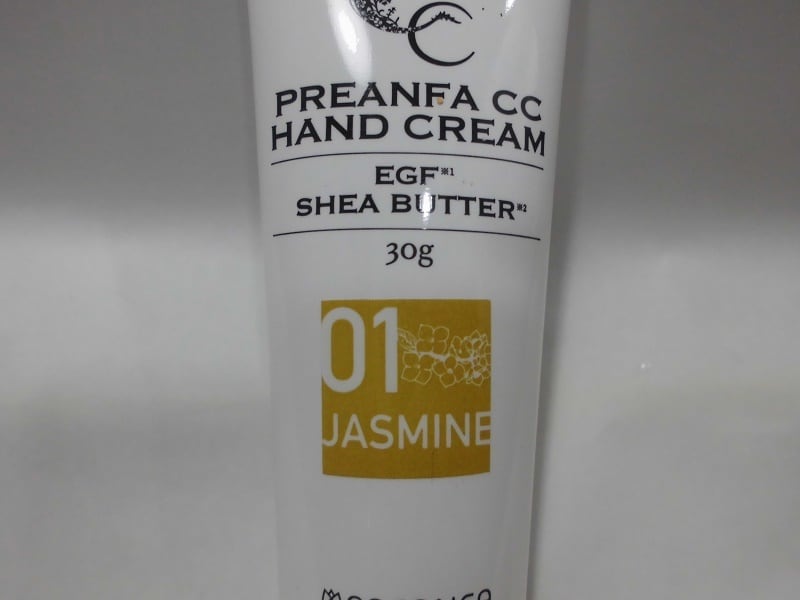 PREANFA CC
HAND CREAM
EGF※1
SHEA BUTTER※2
30g
01
JASMINE